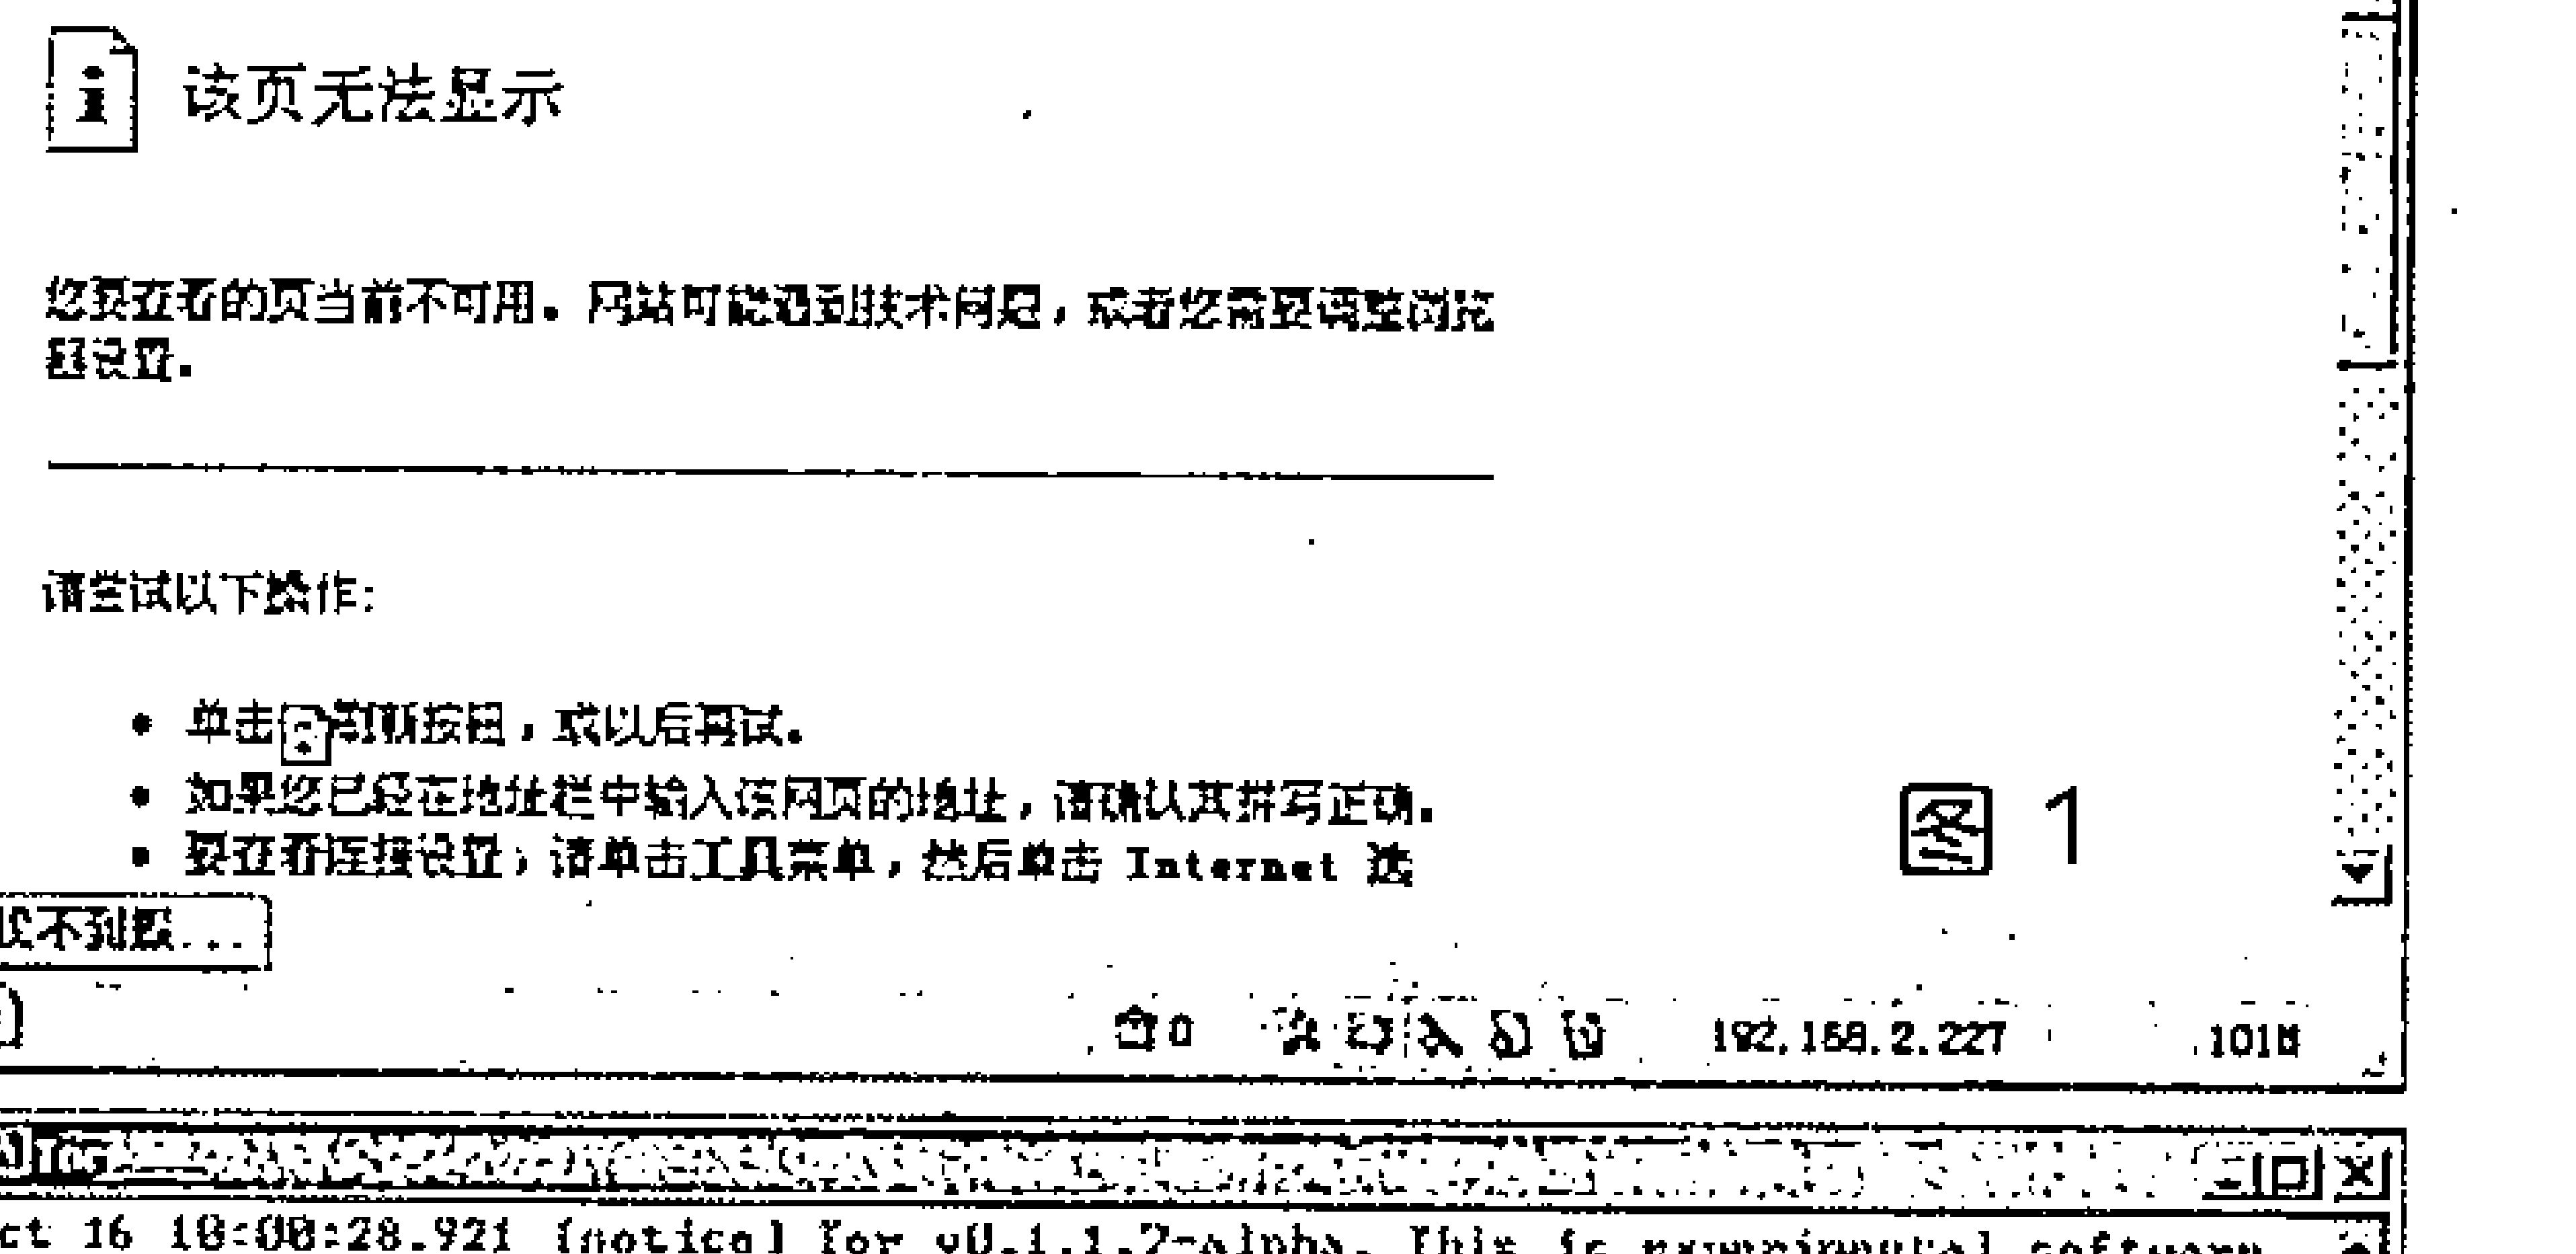 该页无法显示
您要查看的页当前不可用。网站可能遇到技术问题，或者您需要调整浏览
器设置。
请尝试以下操作:
单击 刷新按钮，或以后再试。
如果您已经在地址栏中输入该网页的地址，请确认其拼写正确。
要查看连接设置，请单击工具菜单，然后单击 Internet 选
图 1
不到服...
0 192.168.2.227 101M
ct 16 10:00:28.921 [notice] Tor v0.1.1.7-alpha. This is experimental software